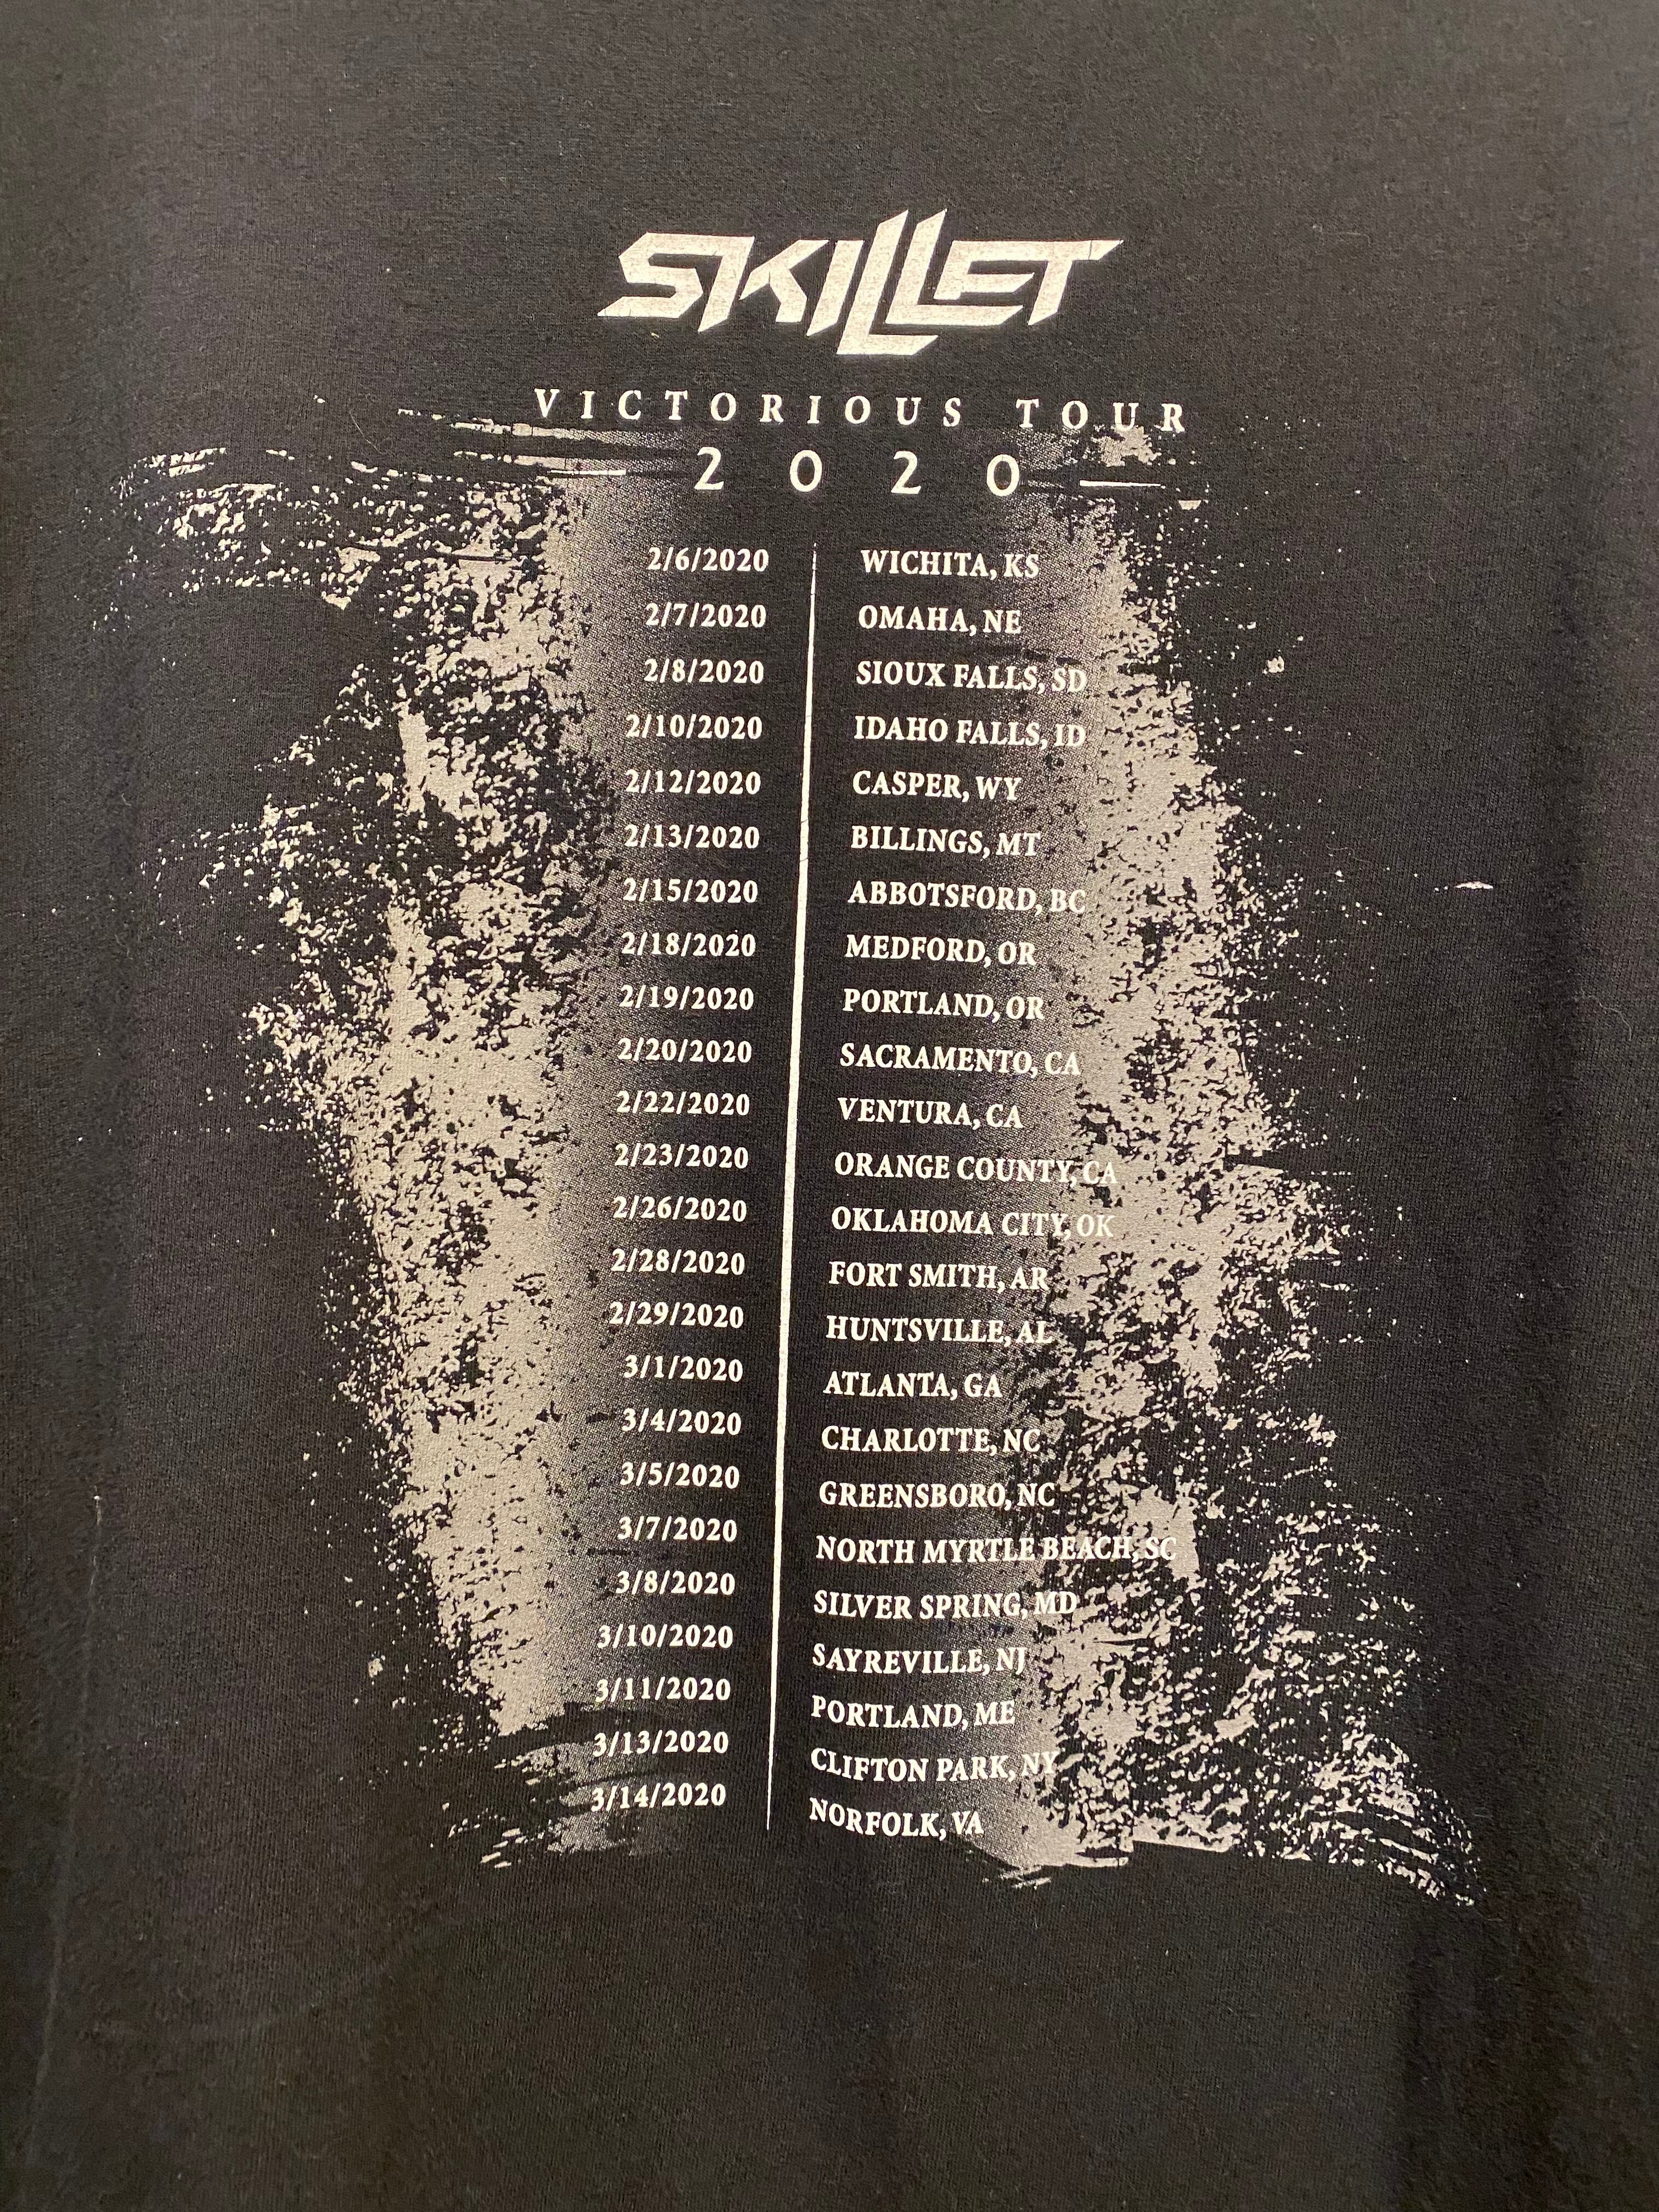 SKILLET
VICTORIOUS TOUR
2020
2/6/2020 WICHITA, KS
2/7/2020 OMAHA, NE
2/8/2020 SIOUX FALLS, SD
2/10/2020 IDAHO FALLS, ID
2/12/2020 CASPER, WY
2/13/2020 BILLINGS, MT
2/15/2020 ABBOTSFORD, BC
2/18/2020 MEDFORD, OR
2/19/2020 PORTLAND, OR
2/20/2020 SACRAMENTO, CA
2/22/2020 VENTURA, CA
2/23/2020 ORANGE COUNTY, CA
2/26/2020 OKLAHOMA CITY, OK
2/28/2020 FORT SMITH, AR
2/29/2020 HUNTSVILLE, AL
3/1/2020 ATLANTA, GA
3/4/2020 CHARLOTTE, NC
3/5/2020 GREENSBORO, NC
3/7/2020 NORTH MYRTLE BEACH, SC
3/8/2020 SILVER SPRING, MD
3/10/2020 SAYREVILLE, NJ
3/11/2020 PORTLAND, ME
3/13/2020 CLIFTON PARK, NY
3/14/2020 NORFOLK, VA